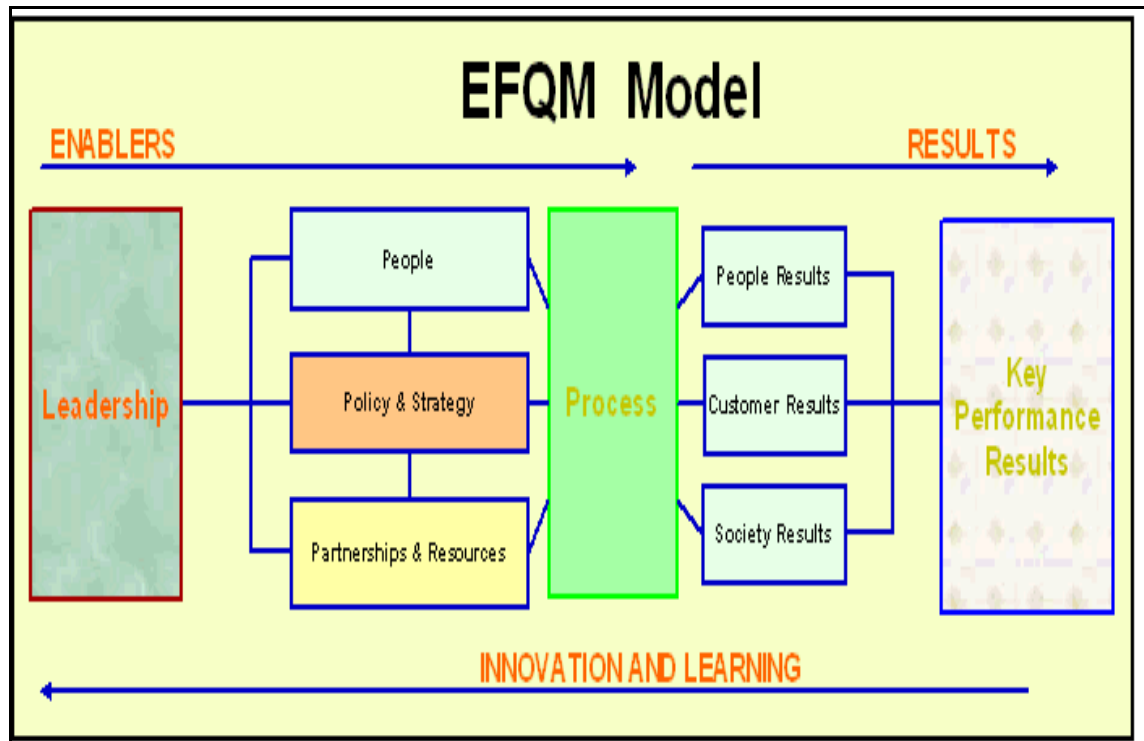 EFQM Model
ENABLERS
RESULTS
Leadership
People
Policy & Strategy
Partnerships & Resources
Process
People Results
Customer Results
Society Results
Key
Performance
Results
INNOVATION AND LEARNING